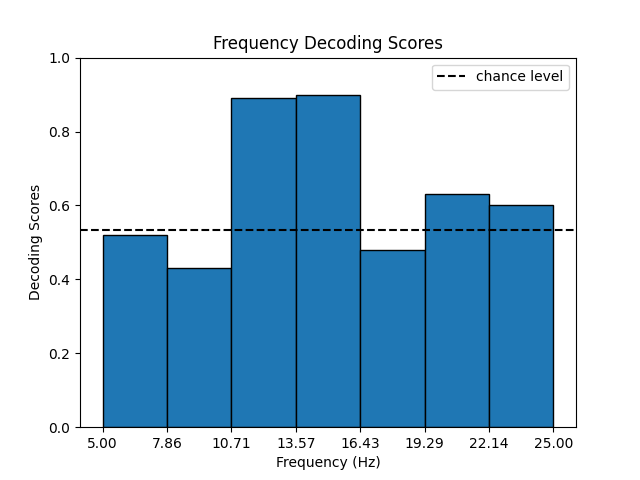 Frequency Decoding Scores
chance level
Decoding Scores
1.0
0.8
0.6
0.4
0.2
0.0
5.00 7.86 10.71 13.57 16.43 19.29 22.14 25.00
Frequency (Hz)